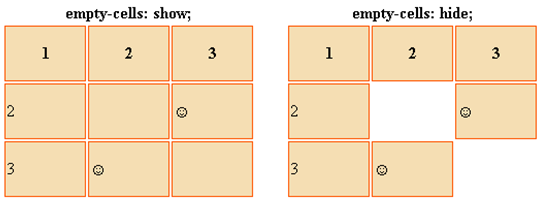 empty-cells: show;
1 2 3
2 ☺
3 ☺
empty-cells: hide;
1 2 3
2 ☺
3 ☺